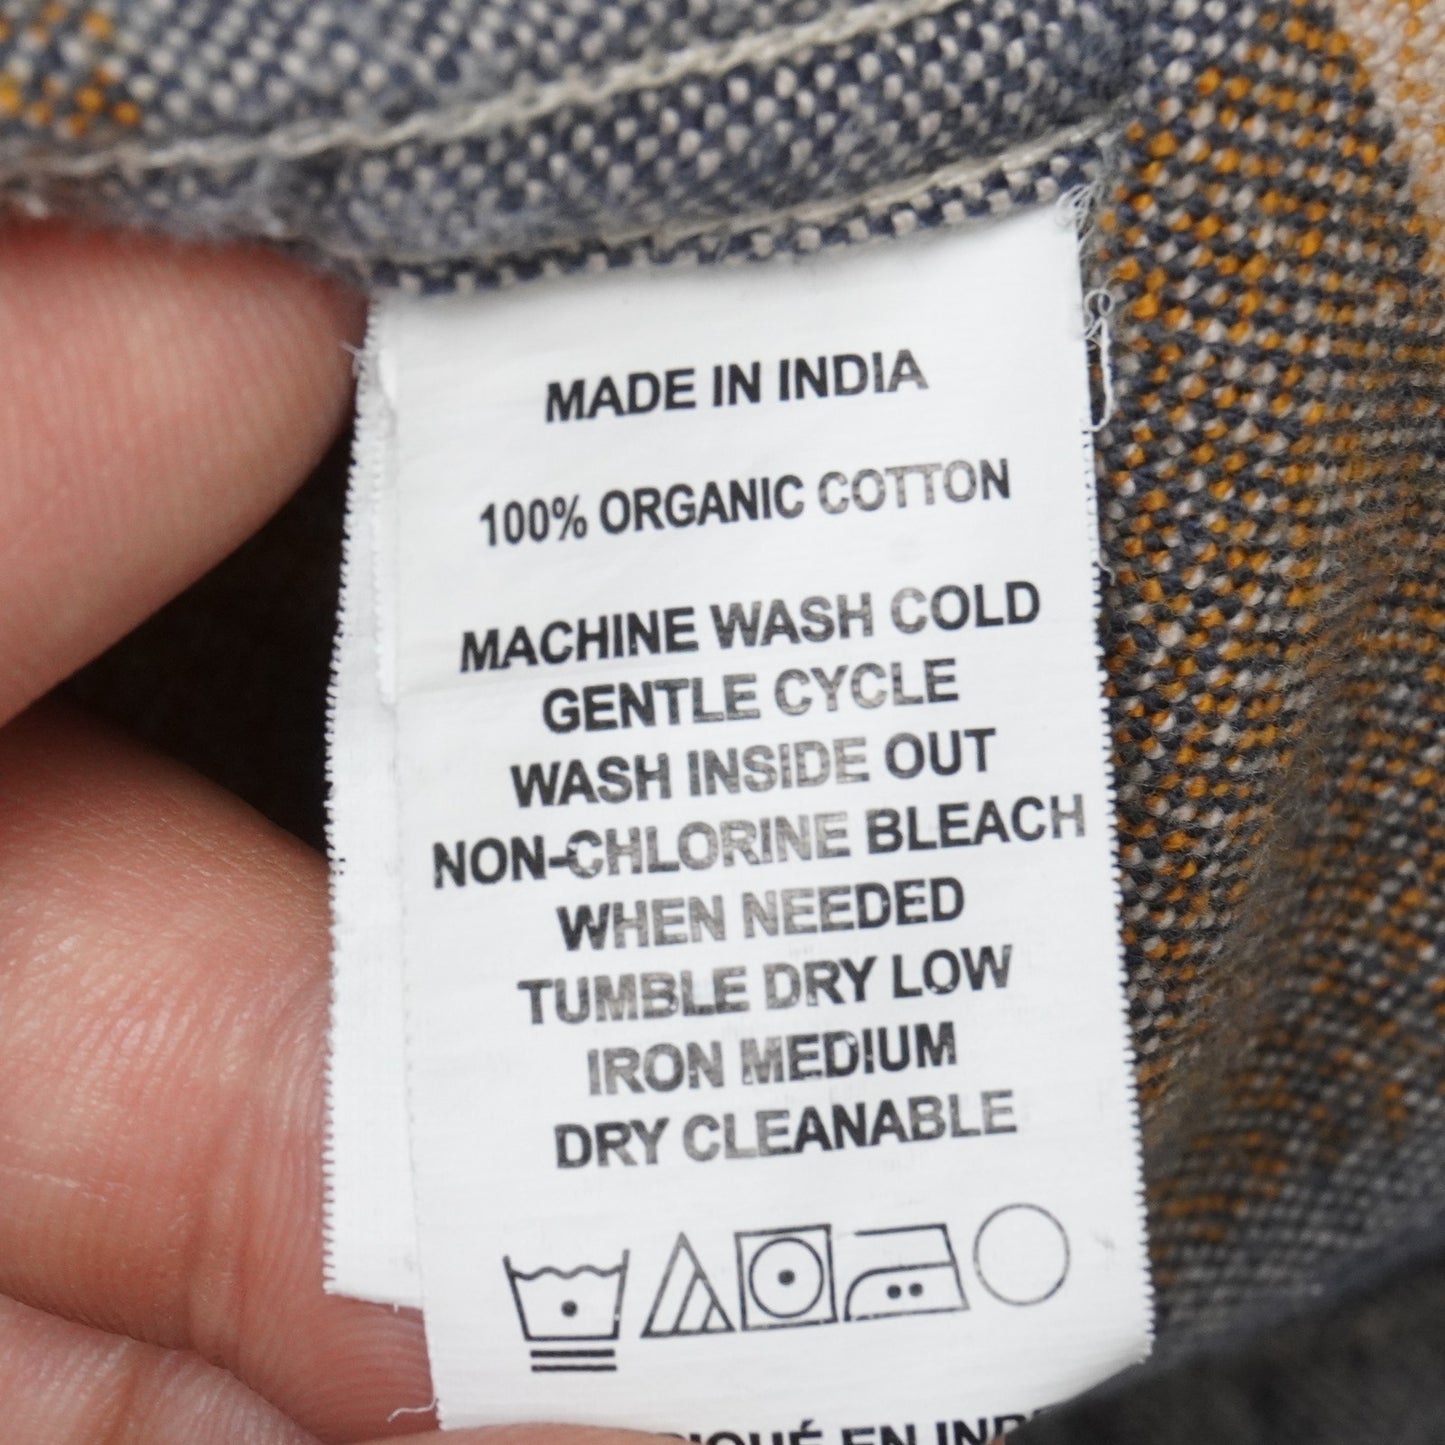 MADE IN INDIA
100% ORGANIC COTTON
MACHINE WASH COLD
GENTLE CYCLE
WASH INSIDE OUT
NON-CHLORINE BLEACH
WHEN NEEDED
TUMBLE DRY LOW
IRON MEDIUM
DRY CLEANABLE
EN